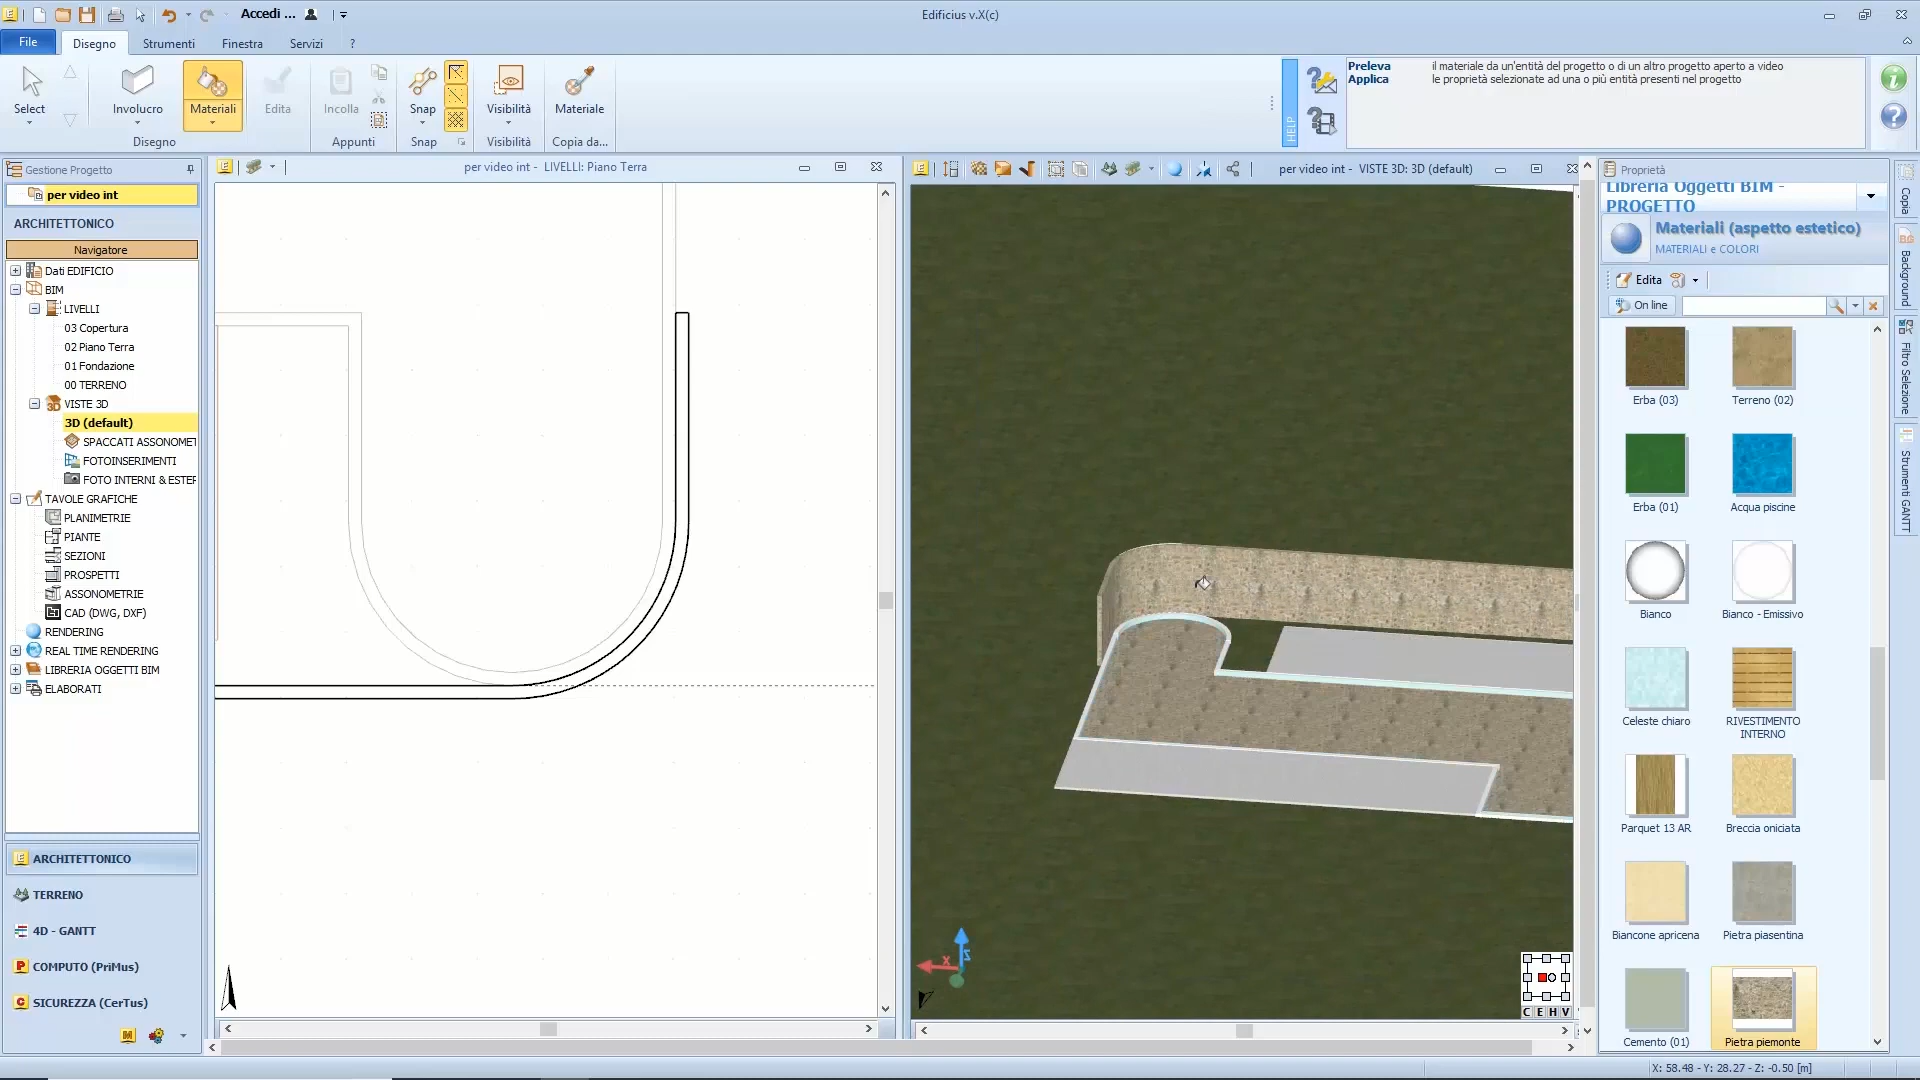 Accedi ...
Edificius v.X(c)
File
Disegno
Strumenti
Finestra
Servizi
?
Select
Involucro
Materiali
Edita
Incolla
Snap
Visibilità
Materiale
Disegno
Appunti
Snap
Visibilità
Copia da...
HELP
Preleva il materiale da un'entità del progetto o di un altro progetto aperto a video
Applica le proprietà selezionate ad una o più entità presenti nel progetto
Gestione Progetto
per video int
ARCHITETTONICO
Navigatore
Dati EDIFICIO
BIM
LIVELLI
03 Copertura
02 Piano Terra
01 Fondazione
00 TERRENO
VISTE 3D
3D (default)
SPACCATI ASSONOMET
FOTOINSERIMENTI
FOTO INTERNI & ESTER
TAVOLE GRAFICHE
PLANIMETRIE
PIANTE
SEZIONI
PROSPETTI
ASSONOMETRIE
CAD (DWG, DXF)
RENDERING
REAL TIME RENDERING
LIBRERIA OGGETTI BIM
ELABORATI
ARCHITETTONICO
TERRENO
4D - GANTT
COMPUTO (PriMus)
SICUREZZA (CerTus)
per video int - LIVELLI: Piano Terra
per video int - VISTE 3D: 3D (default)
X
Z
C E H V
Proprietà
Libreria Oggetti BIM -
PROGETTO
Materiali (aspetto estetico)
MATERIALI e COLORI
Edita
On line
Erba (03)
Terreno (02)
Erba (01)
Acqua piscine
Bianco
Bianco - Emissivo
Celeste chiaro
RIVESTIMENTO
INTERNO
Parquet 13 AR
Breccia oniciata
Biancone apricena
Pietra piasentina
Cemento (01)
Pietra piemonte
Copia
Background
Filtro Selezione
Strumenti GANTT
X: 58.48 - Y: 28.27 - Z: -0.50 [m]